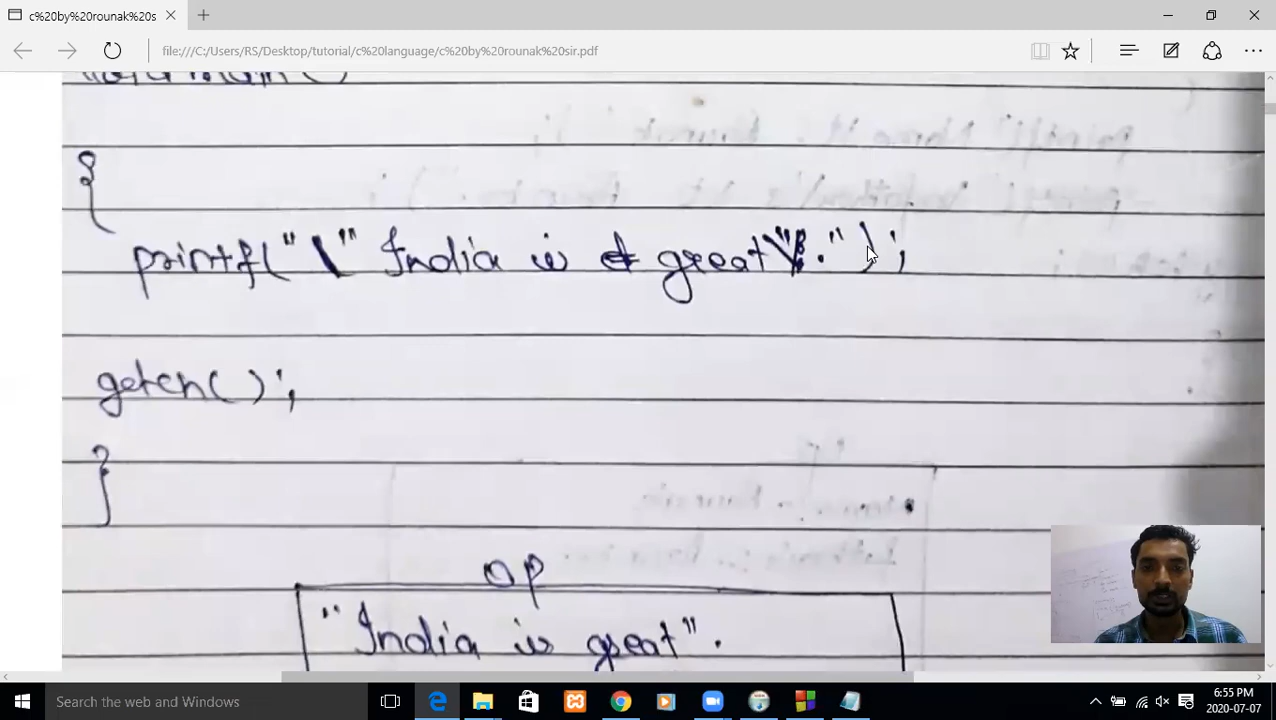 c%20by%20rounak%20s
file:///C:/Users/RS/Desktop/tutorial/c%20language/c%20by%20rounak%20sir.pdf
{
printf("\" India is great\"." );
getch();
}
OP
"India is great".
Search the web and Windows
6:55 PM
2020-07-07